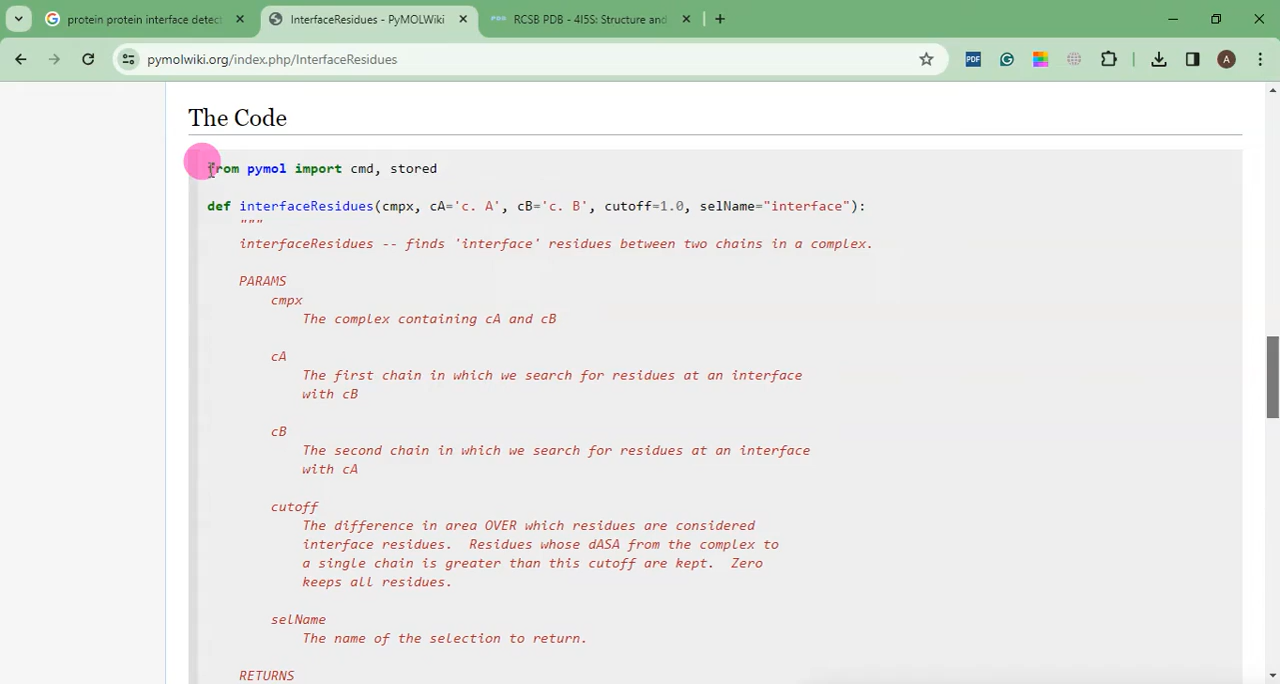 protein protein interface detect
InterfaceResidues - PyMOLWiki
RCSB PDB - 4I5S: Structure and
pymolwiki.org/index.php/InterfaceResidues
PDF
A
The Code
from pymol import cmd, stored
def interfaceResidues(cmpx, cA='c. A', cB='c. B', cutoff=1.0, selName="interface"):
"""
interfaceResidues -- finds 'interface' residues between two chains in a complex.
PARAMS
cmpx
The complex containing cA and cB
cA
The first chain in which we search for residues at an interface
with cB
cB
The second chain in which we search for residues at an interface
with cA
cutoff
The difference in area OVER which residues are considered
interface residues.  Residues whose dASA from the complex to
a single chain is greater than this cutoff are kept.  Zero
keeps all residues.
selName
The name of the selection to return.
RETURNS